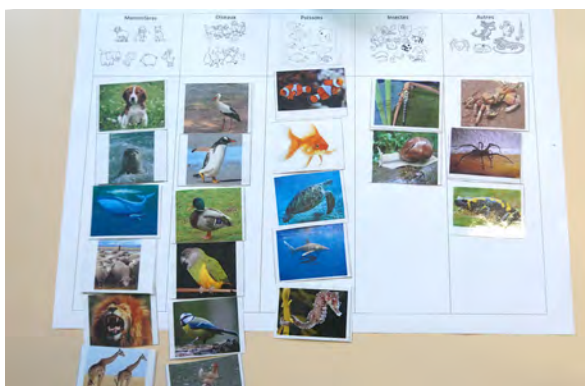 Mammifères
Oiseaux
Poissons
Insectes
Autres